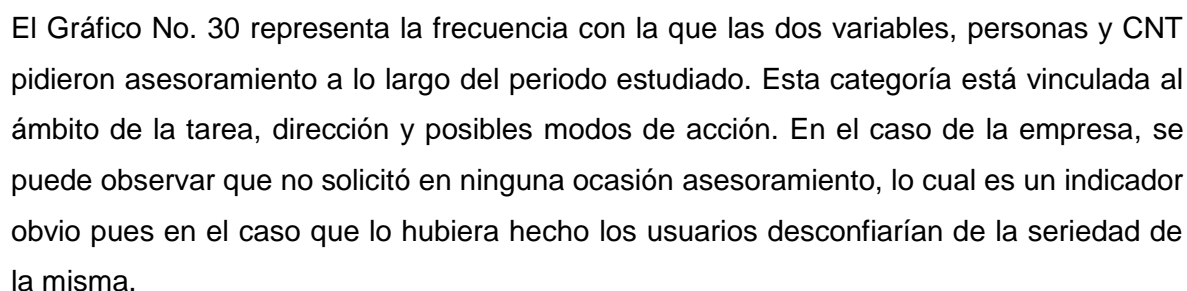 El Gráfico No. 30 representa la frecuencia con la que las dos variables, personas y CNT
pidieron asesoramiento a lo largo del periodo estudiado. Esta categoría está vinculada al
ámbito de la tarea, dirección y posibles modos de acción. En el caso de la empresa, se
puede observar que no solicitó en ninguna ocasión asesoramiento, lo cual es un indicador
obvio pues en el caso que lo hubiera hecho los usuarios desconfiarían de la seriedad de
la misma.